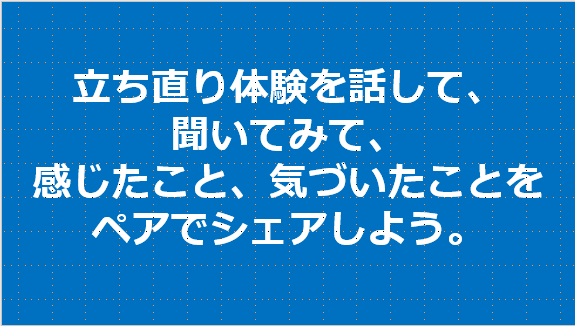 立ち直り体験を話して、
聞いてみて、
感じたこと、気づいたことを
ペアでシェアしよう。